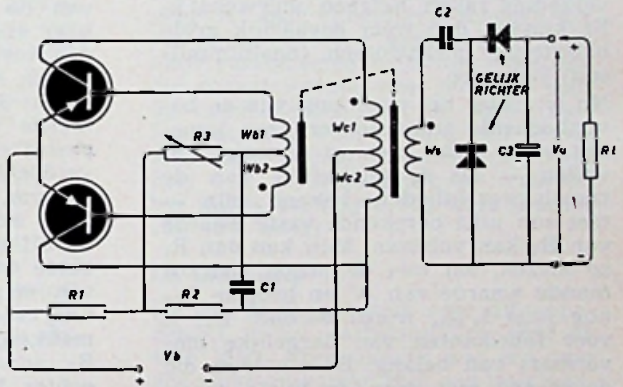 C2
GELIJK
RICHTER
R3
Wb1
Wb2
Wc1
Wc2
Ws
C3
Vu
RL
+
-
C1
R1
R2
Vb
+
-